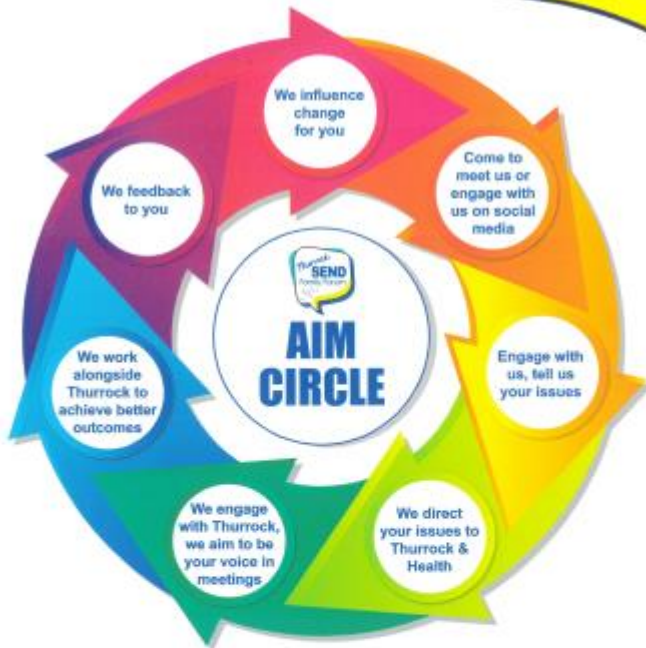 We influence
change
for you
Come to
meet us or
engage with
us on social
media
Engage with
us, tell us
your issues
We direct
your issues to
Thurrock &
Health
We engage
with Thurrock,
we aim to be
your voice in
meetings
We work
alongside
Thurrock to
achieve better
outcomes
We feedback
to you
Thurrock
SEND
Family Forum
AIM
CIRCLE